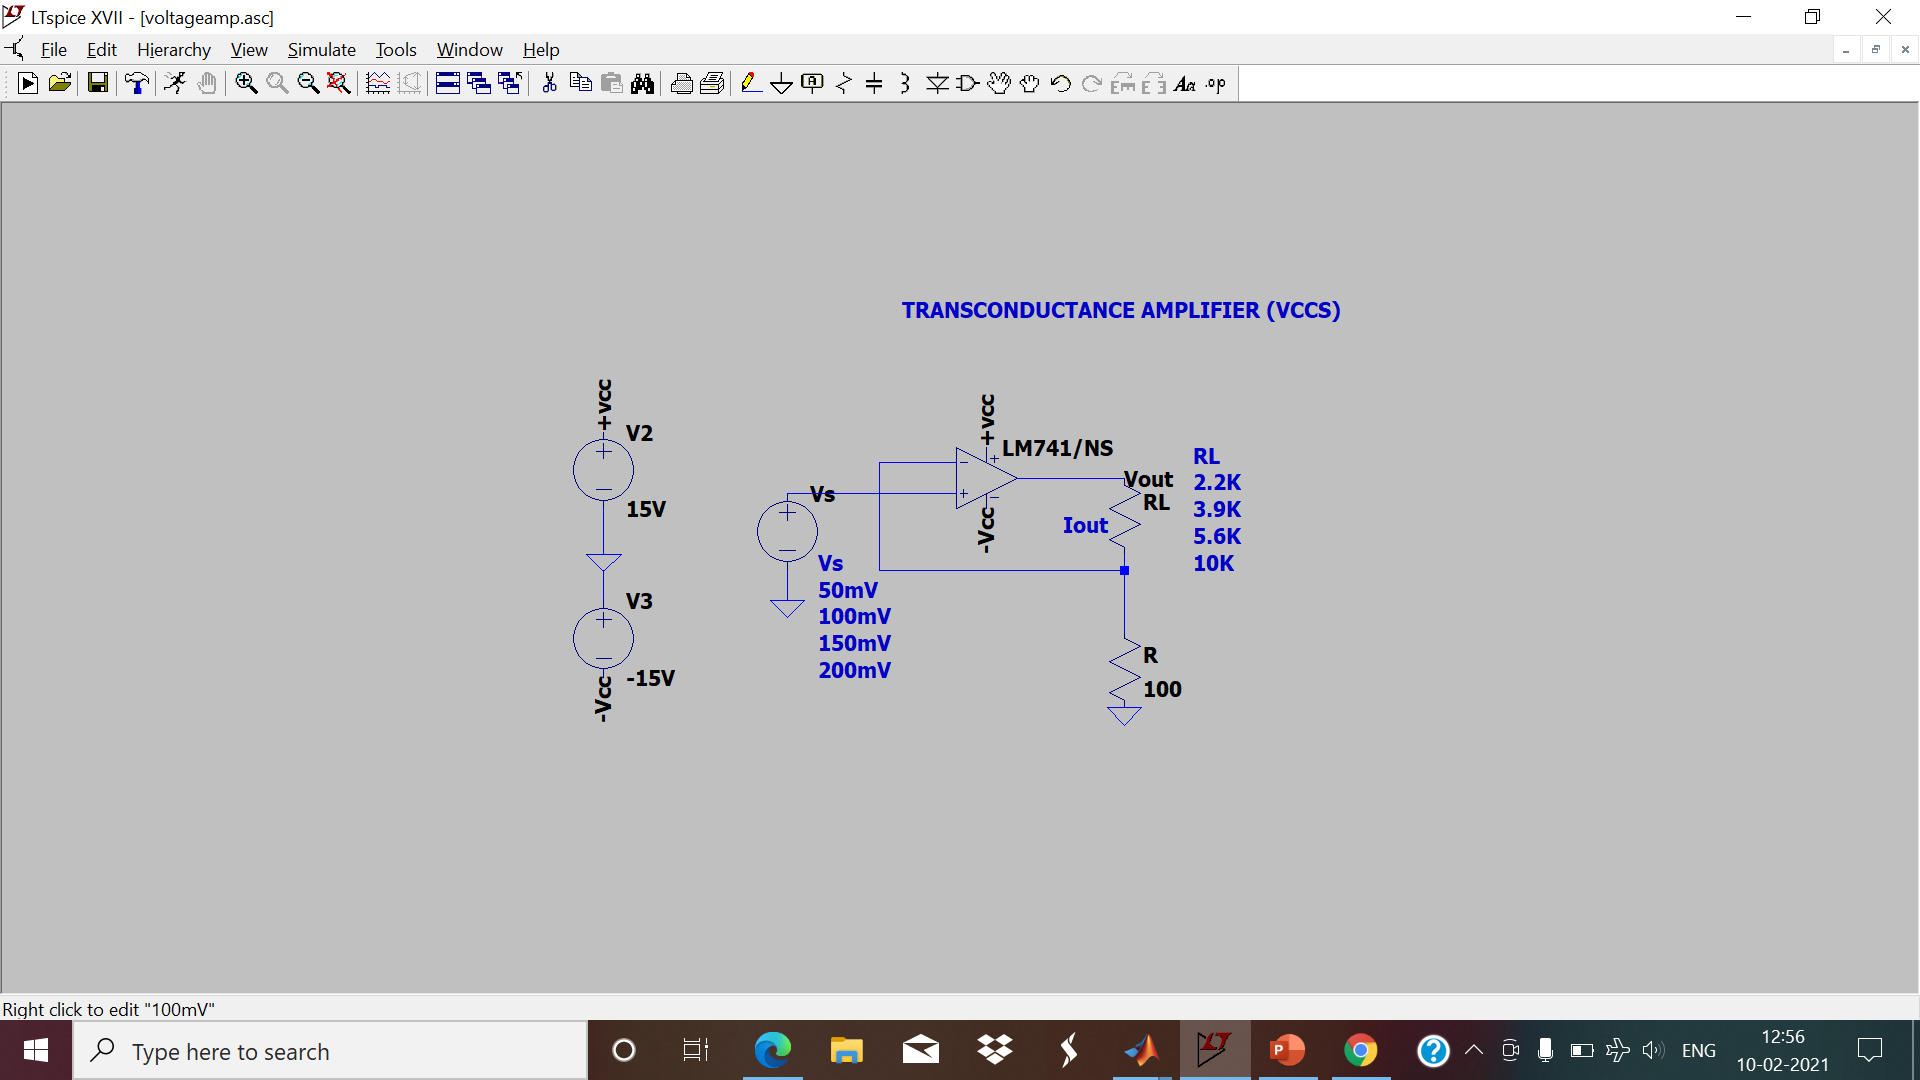 LTspice XVII - [voltageamp.asc]
File Edit Hierarchy View Simulate Tools Window Help
TRANSCONDUCTANCE AMPLIFIER (VCCS)
+vcc
V2
15V
V3
-15V
-Vcc
+vcc
LM741/NS
-Vcc
Vs
Vs
50mV
100mV
150mV
200mV
Vout
RL
Iout
RL
2.2K
3.9K
5.6K
10K
R
100
Right click to edit "100mV"
Type here to search
ENG
12:56
10-02-2021